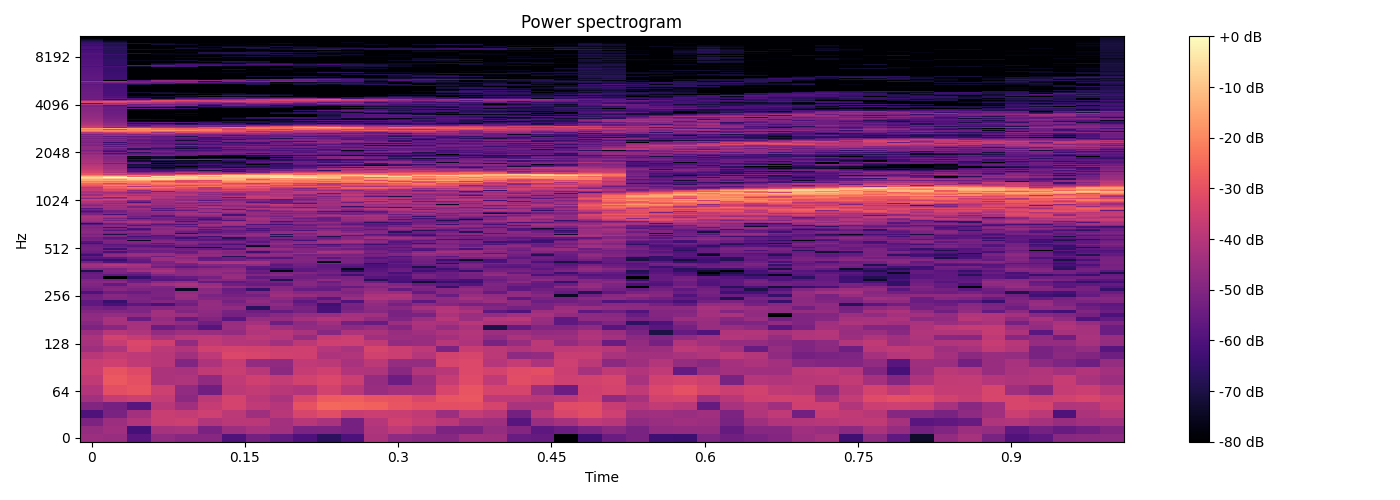 Power spectrogram
Hz
8192
4096
2048
1024
512
256
128
64
0
0
0.15
0.3
0.45
0.6
0.75
0.9
Time
+0 dB
-10 dB
-20 dB
-30 dB
-40 dB
-50 dB
-60 dB
-70 dB
-80 dB